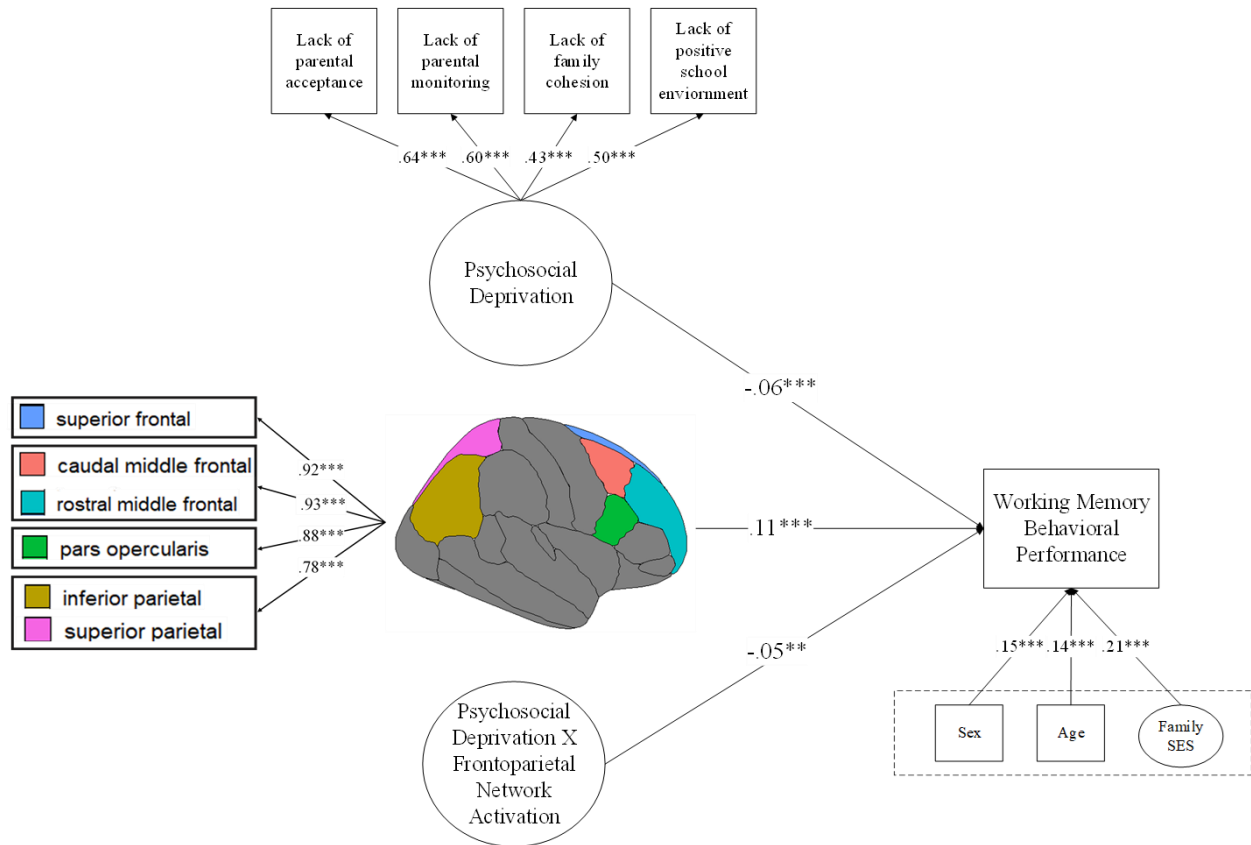 Lack of
parental
acceptance
Lack of
parental
monitoring
Lack of
family
cohesion
Lack of
positive
school
enviornment
.64***
.60***
.43***
.50***
Psychosocial
Deprivation
-.06***
superior frontal
caudal middle frontal
rostral middle frontal
pars opercularis
inferior parietal
superior parietal
.92***
.93***
.88***
.78***
.11***
Working Memory
Behavioral
Performance
-.05**
Psychosocial
Deprivation X
Frontoparietal
Network
Activation
.15***
.14***
.21***
Sex
Age
Family
SES